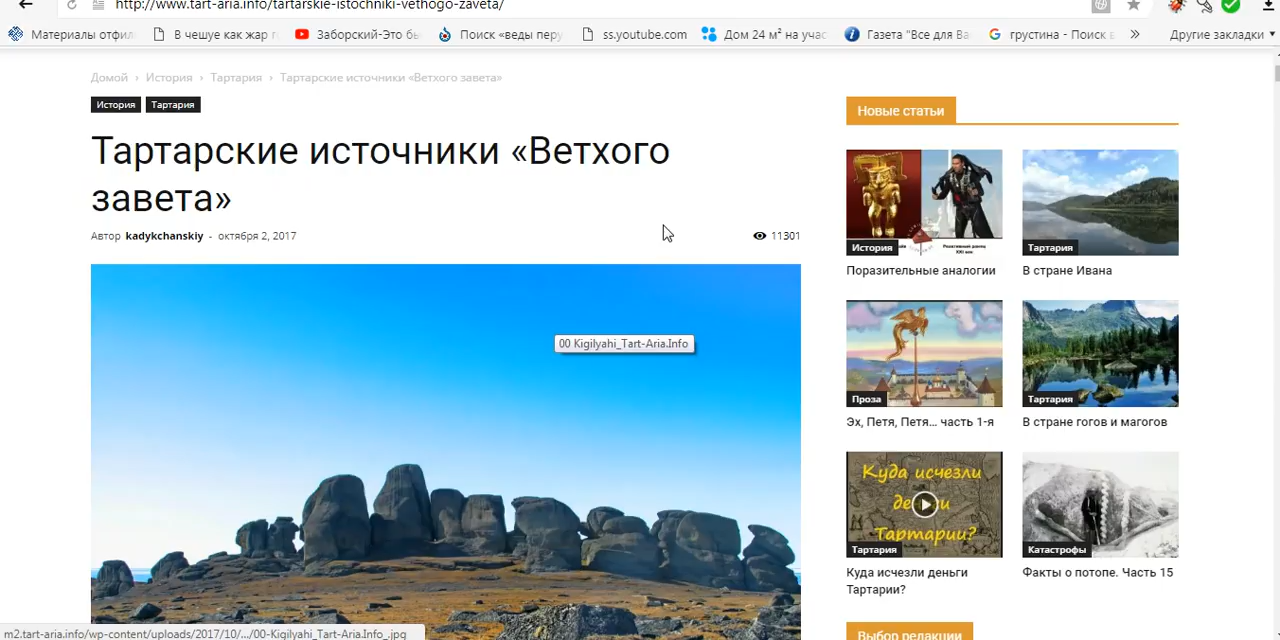 http://www.tart-aria.info/tartarskie-istochniki-vethogo-zaveta/
Материалы отфил
В чешуе как жар г
Заборский-Это бы
Поиск «веды перу
ss.youtube.com
Дом 24 м² на учас
Газета "Все для Ва
грустина - Поиск в
»
Другие закладки
Домой › История › Тартария › Тартарские источники «Ветхого завета»
История Тартария
Тартарские источники «Ветхого
завета»
Автор kadykchanskiy - октября 2, 2017
11301
00 Kigilyahi_Tart-Aria.Info
Новые статьи
История
Поразительные аналогии
Тартария
В стране Ивана
Проза
Эх, Петя, Петя... часть 1-я
Тартария
В стране гогов и магогов
Куда исчезли
деньги
Тартарии?
Тартария
Куда исчезли деньги
Тартарии?
Катастрофы
Факты о потопе. Часть 15
Выбор редакции
m2.tart-aria.info/wp-content/uploads/2017/10/.../00-Kigilyahi_Tart-Aria.Info_.jpg